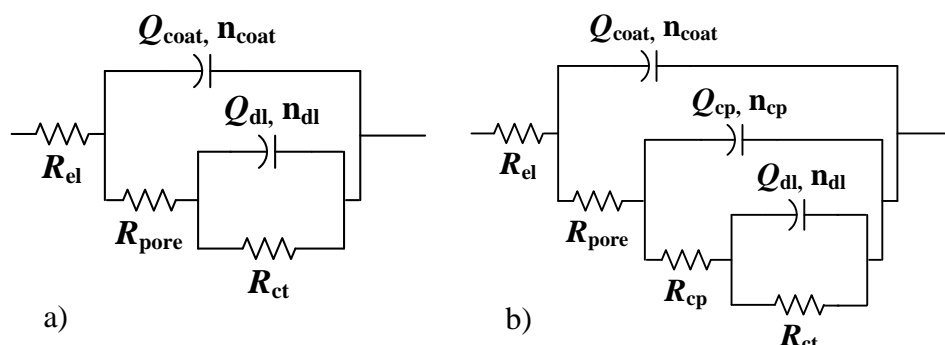 Qcoat, ncoat
Qdl, ndl
Rel
Rpore
Rct
a)
Qcoat, ncoat
Qcp, ncp
Rel
Qdl, ndl
Rpore
Rcp
Rct
b)